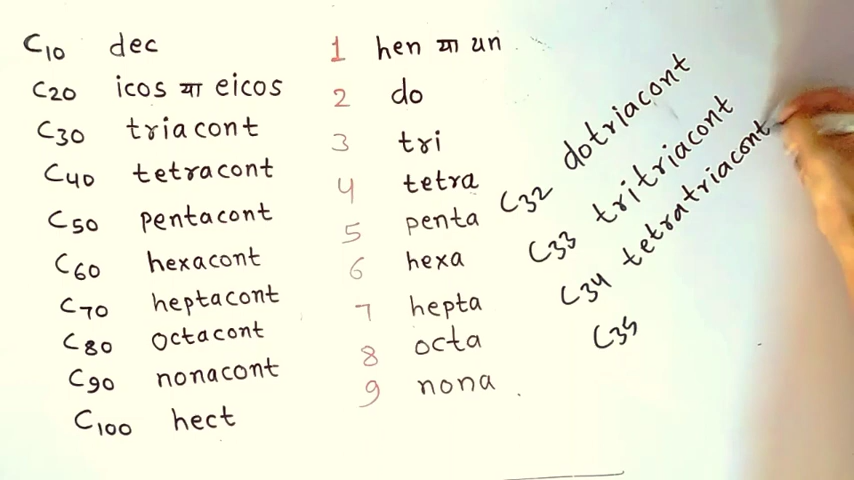 C10 dec
C20 icos या eicos
C30 triacont
C40 tetracont
C50 pentacont
C60 hexacont
C70 heptacont
C80 octacont
C90 nonacont
C100 hect
1 hen या un
2 do
3 tri
4 tetra
5 penta
6 hexa
7 hepta
8 octa
9 nona
C32 dotriacont
C33 tritriacont
C34 tetratriacont
C35